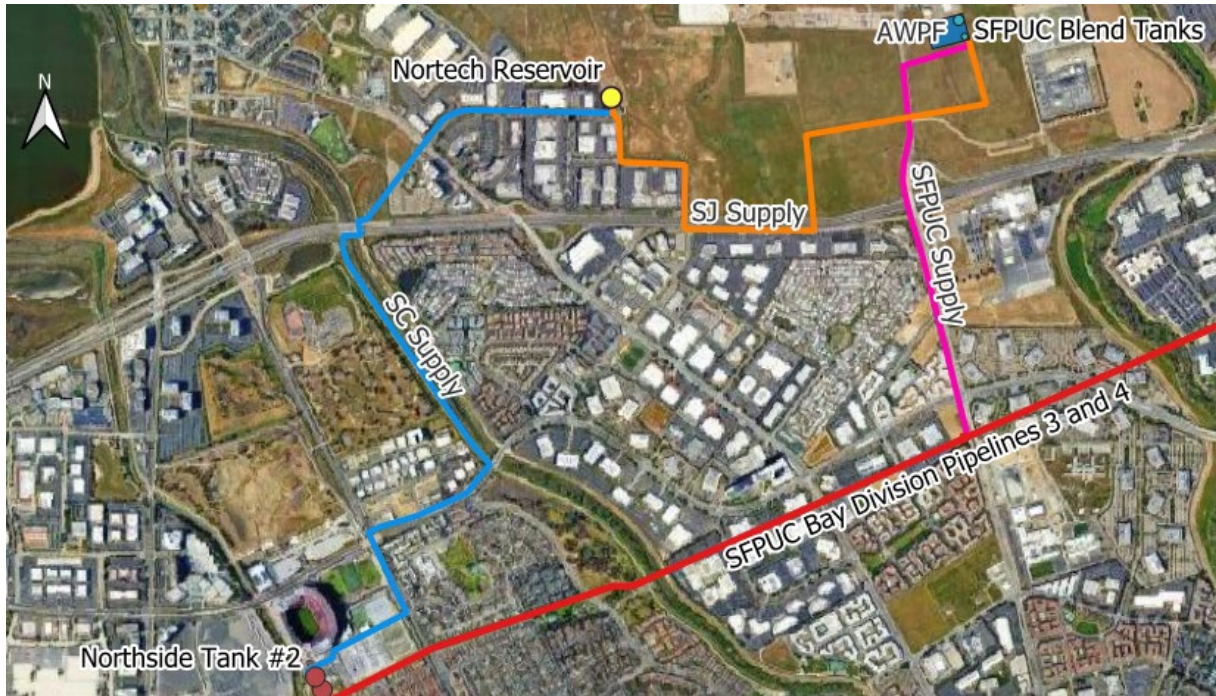 AWPF
SFPUC Blend Tanks
Nortech Reservoir
N
SJ Supply
SFPUC Supply
SC Supply
SFPUC Bay Division Pipelines 3 and 4
Northside Tank #2